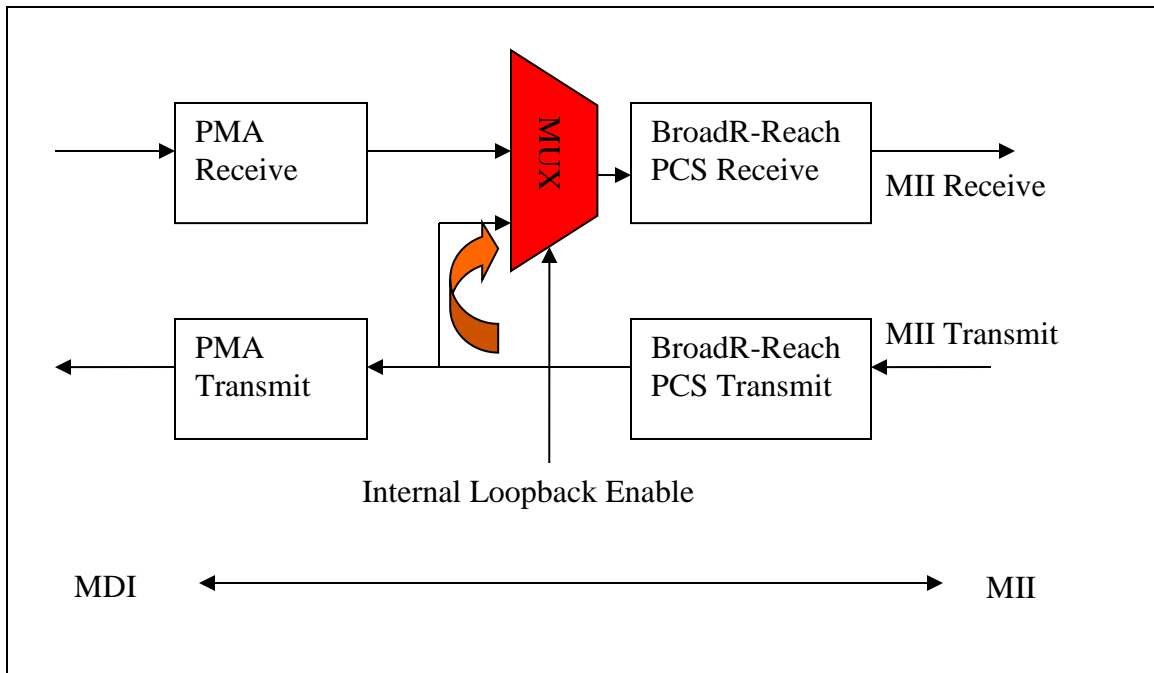 PMA
Receive
MUX
BroadR-Reach
PCS Receive
MII Receive
PMA
Transmit
BroadR-Reach
PCS Transmit
MII Transmit
Internal Loopback Enable
MDI
MII